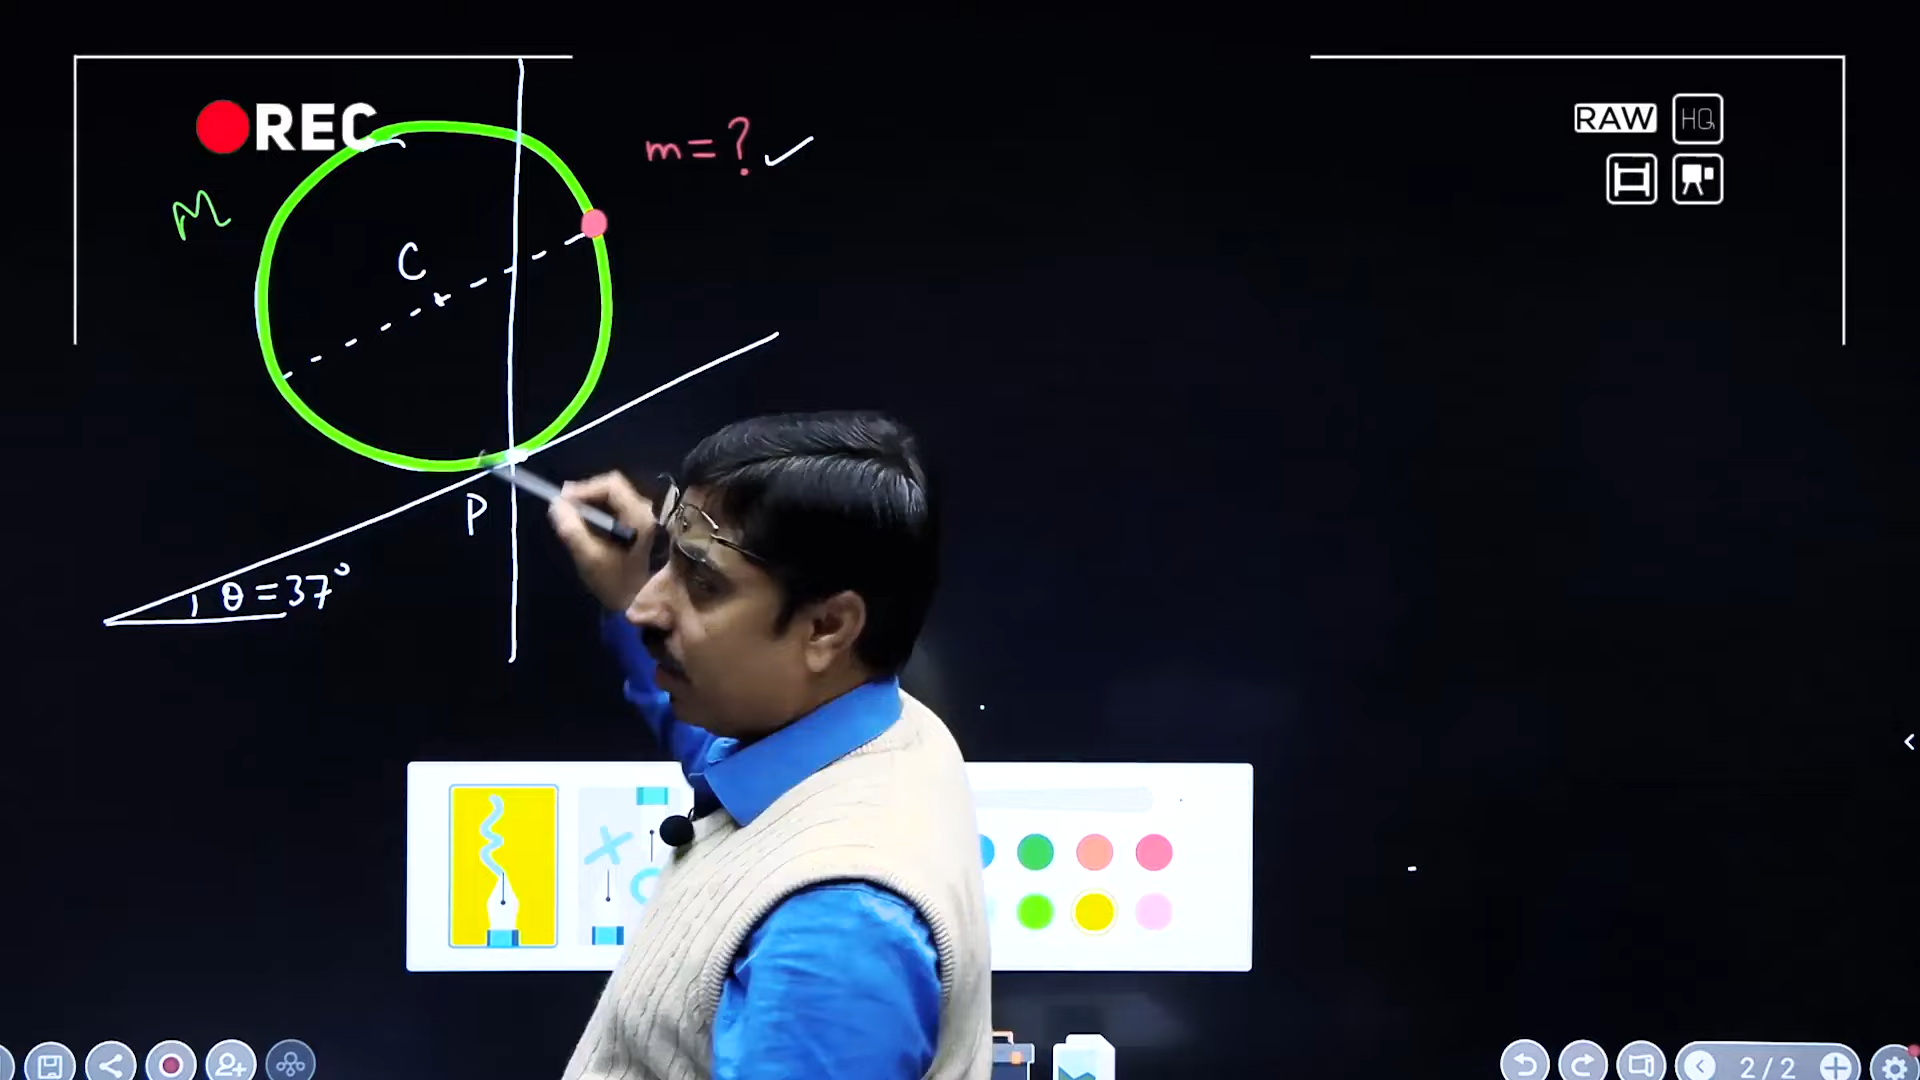 REC
RAW
HQ
m = ? ✓
M
C
P
θ = 37°
2/2